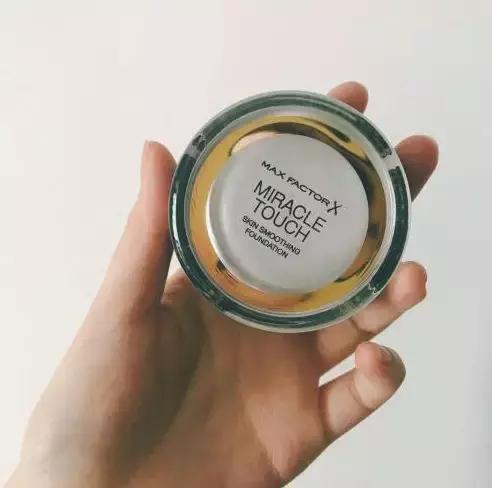 MAX FACTOR X
MIRACLE
TOUCH
SKIN SMOOTHING
FOUNDATION